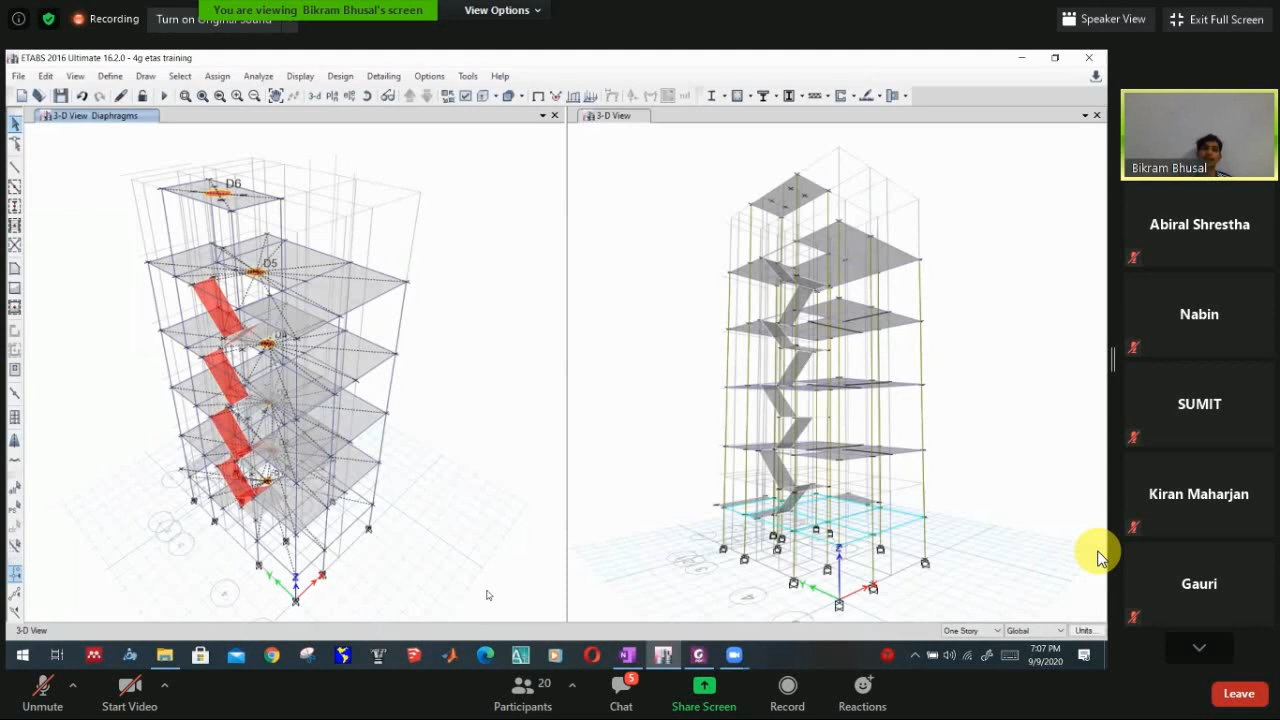 You are viewing Bikram Bhusal's screen
View Options
Recording
Turn on Original Sound
Speaker View
Exit Full Screen
ETABS 2016 Ultimate 16.2.0 - 4g etas training
File Edit View Define Draw Select Assign Analyze Display Design Detailing Options Tools Help
3-d
3-D View Diaphragms
3-D View
D6
D5
Z
X
Y
Z
X
Y
Bikram Bhusal
Abiral Shrestha
Nabin
SUMIT
Kiran Maharjan
Gauri
3-D View
One Story
Global
Units...
7:07 PM
9/9/2020
Unmute
Start Video
20
Participants
5
Chat
Share Screen
Record
Reactions
Leave